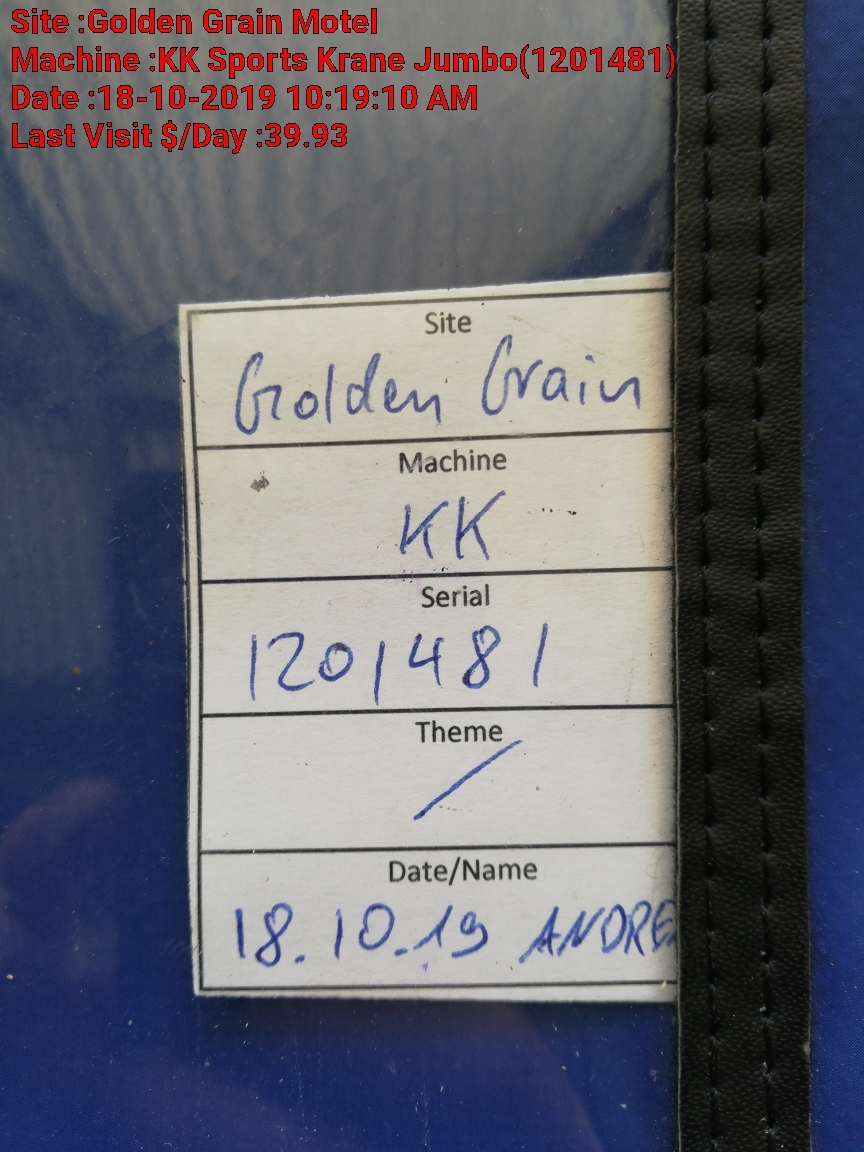 Site :Golden Grain Motel
Machine :KK Sports Krane Jumbo(1201481)
Date :18-10-2019 10:19:10 AM
Last Visit $/Day :39.93
Site
Golden Grain
Machine
KK
Serial
1201481
Theme
/
Date/Name
18.10.19 ANDRE